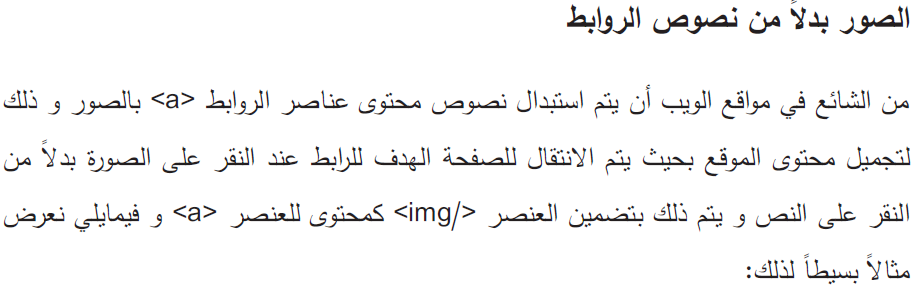 الصور بدلاً من نصوص الروابط
من الشائع في مواقع الويب أن يتم استبدال نصوص محتوى عناصر الروابط <a> بالصور و ذلك
لتجميل محتوى الموقع بحيث يتم الانتقال للصفحة الهدف للرابط عند النقر على الصورة بدلاً من
النقر على النص و يتم ذلك بتضمين العنصر <img/> كمحتوى للعنصر <a> و فيمايلي نعرض
مثالاً بسيطاً لذلك: